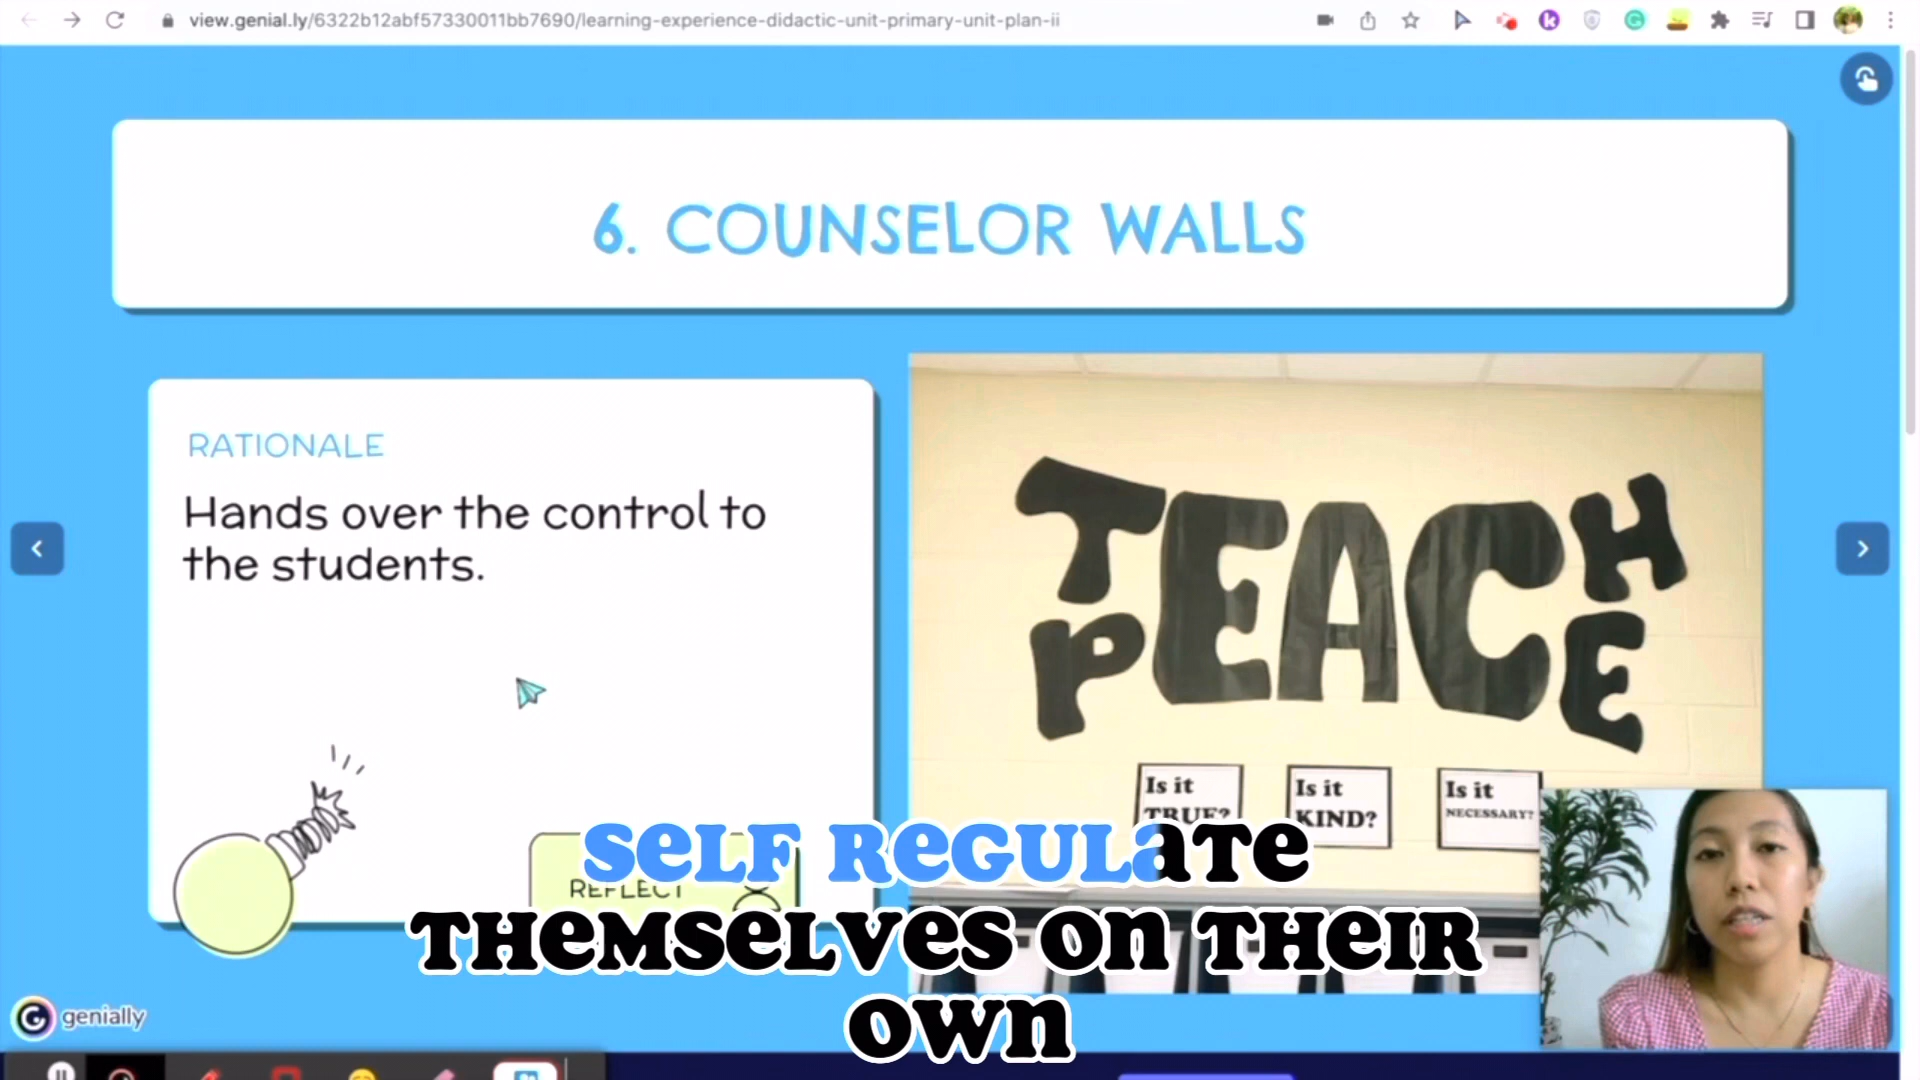 view.genial.ly/6322b12abf57330011bb7690/learning-experience-didactic-unit-primary-unit-plan-ii
6. COUNSELOR WALLS
RATIONALE
Hands over the control to
the students.
TEACH
PEACE
Is it
TRUE?
Is it
KIND?
Is it
NECESSARY?
REFLECT
SELF REGULATE
THEMSELVES ON THEIR
OWN
genially